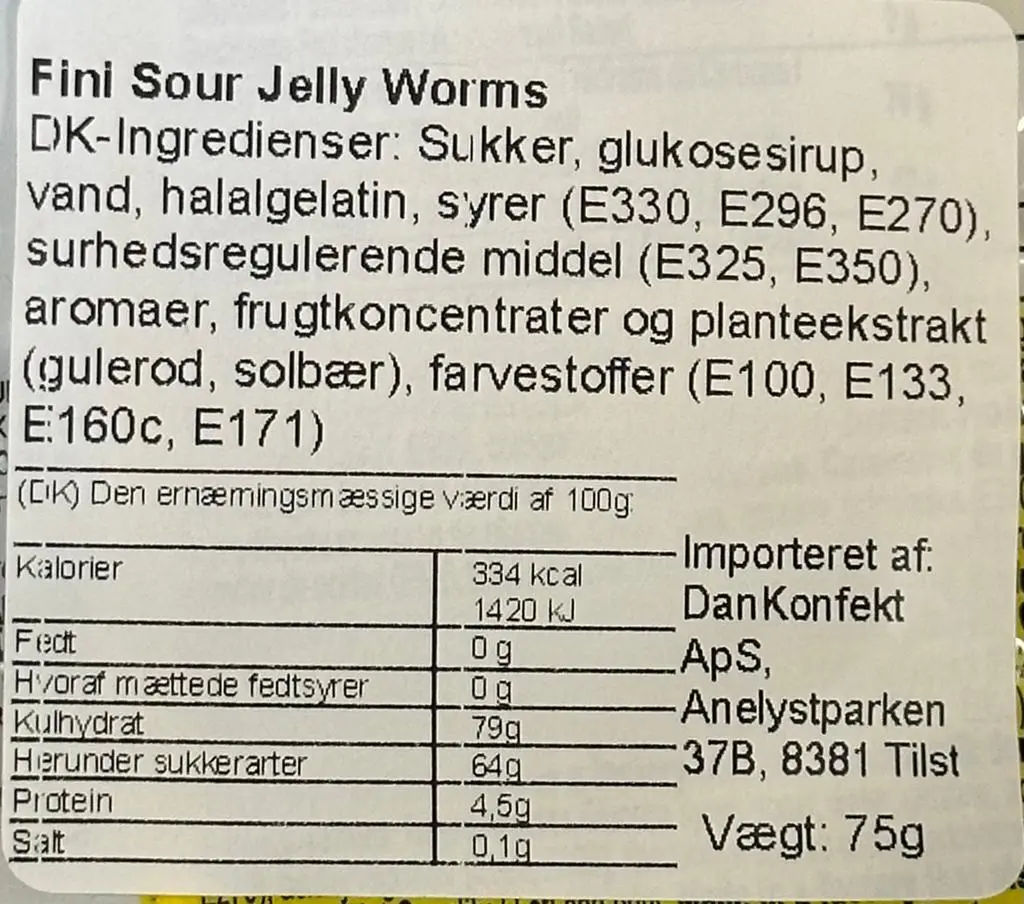 Fini Sour Jelly Worms
DK-Ingredienser: Sukker, glukosesirup,
vand, halalgelatin, syrer (E330, E296, E270),
surhedsregulerende middel (E325, E350),
aromaer, frugtkoncentrater og planteekstrakt
(gulerod, solbær), farvestoffer (E100, E133,
E160c, E171)
(DK) Den ernæmingsmæssige værdi af 100g:
Kalorier 334 kcal
1420 kJ
Fedt 0 g
Hvoraf mættede fedtsyrer 0 g
Kulhydrat 79g
Herunder sukkerarter 64g
Protein 4,5g
Salt 0,1g
Importeret af:
DanKonfekt
ApS,
Anelystparken
37B, 8381 Tilst
Vægt: 75g